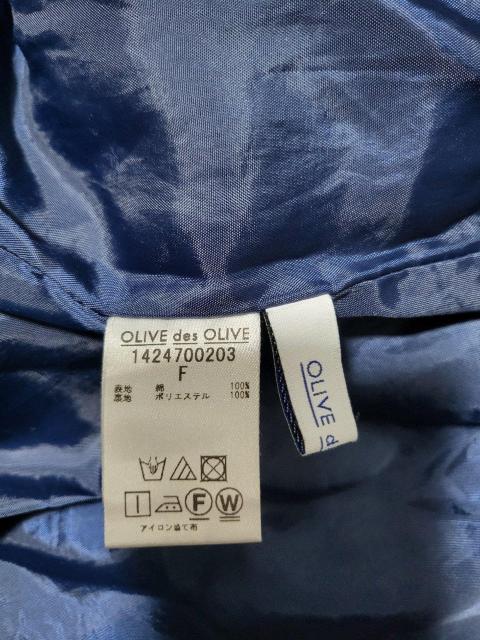 OLIVE des OLIVE
1424700203
F
表地 綿 100%
裏地 ポリエステル 100%
F W
アイロン当て布
OLIVE d